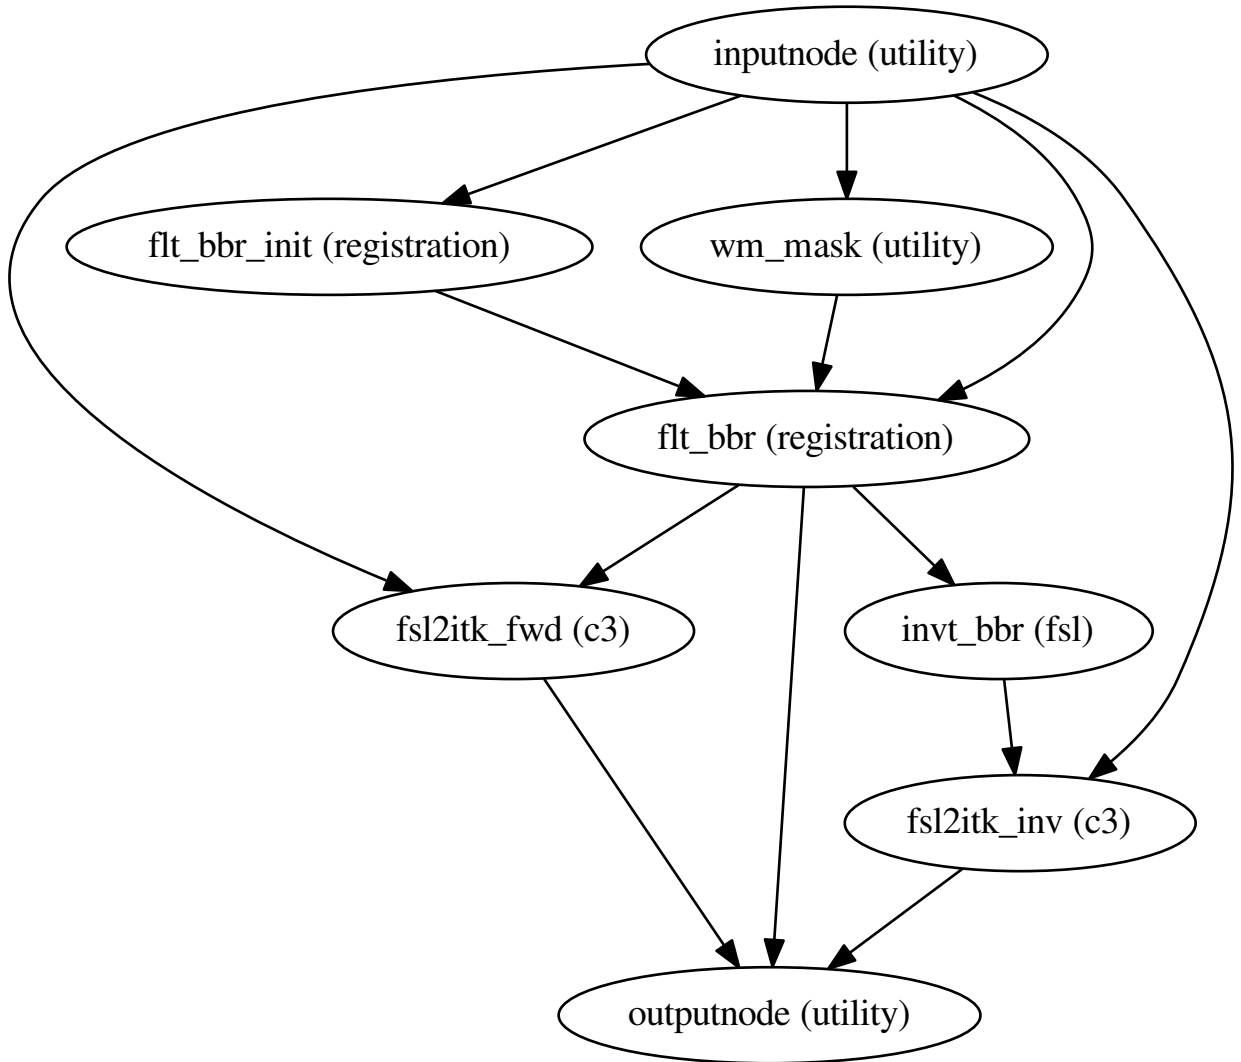 inputnode (utility)
flt_bbr_init (registration)
wm_mask (utility)
flt_bbr (registration)
fsl2itk_fwd (c3)
invt_bbr (fsl)
fsl2itk_inv (c3)
outputnode (utility)